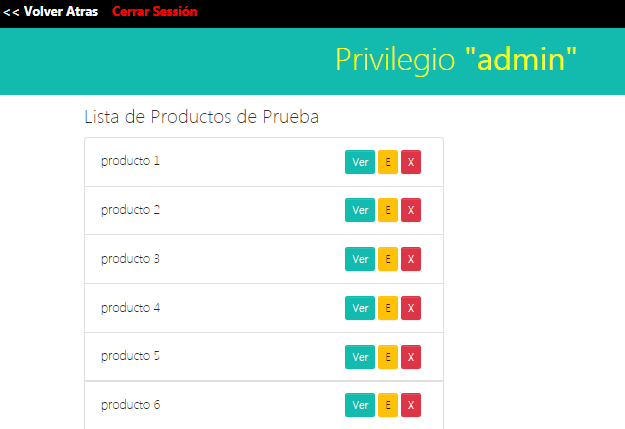 << Volver Atras Cerrar Sessión
Privilegio "admin"
Lista de Productos de Prueba
producto 1 Ver E X
producto 2 Ver E X
producto 3 Ver E X
producto 4 Ver E X
producto 5 Ver E X
producto 6 Ver E X